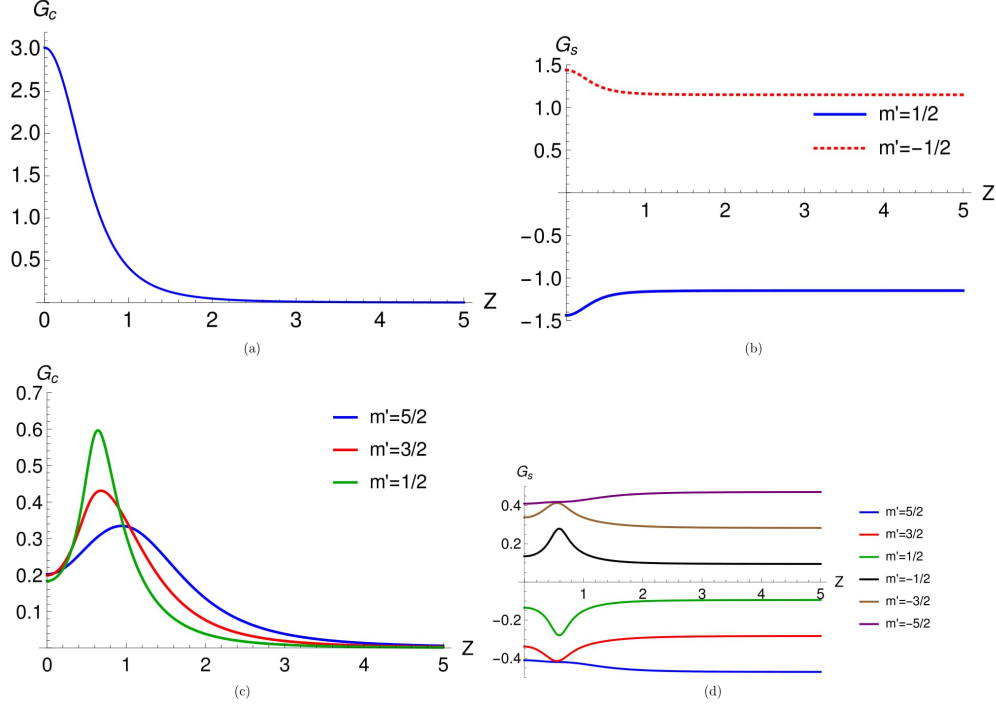 G_c
3.0
2.5
2.0
1.5
1.0
0.5
0 1 2 3 4 5 Z
(a)
G_s
1.5
1.0
0.5
−0.5
−1.0
−1.5
1 2 3 4 5 Z
m'=1/2
m'=−1/2
(b)
G_c
0.7
0.6
0.5
0.4
0.3
0.2
0.1
0 1 2 3 4 5 Z
m'=5/2
m'=3/2
m'=1/2
(c)
G_s
0.4
0.2
−0.2
−0.4
1 2 3 4 5 Z
m'=5/2
m'=3/2
m'=1/2
m'=−1/2
m'=−3/2
m'=−5/2
(d)